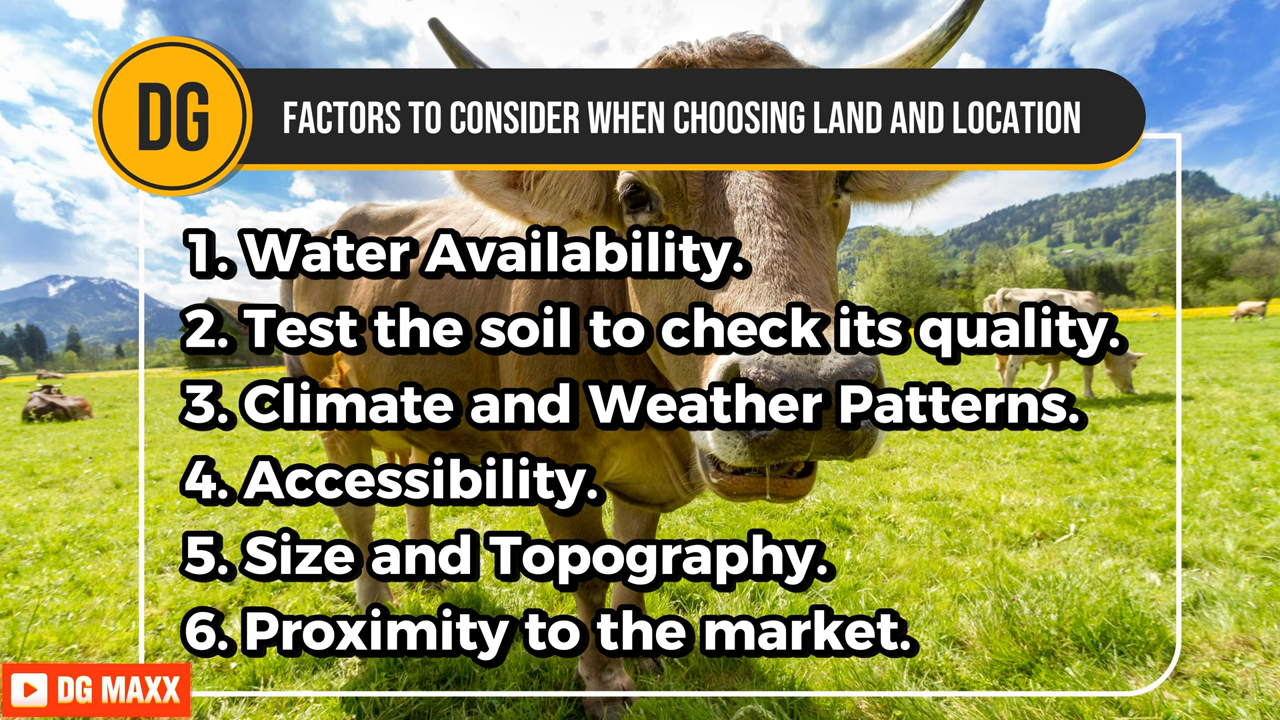 DG
FACTORS TO CONSIDER WHEN CHOOSING LAND AND LOCATION
1. Water Availability.
2. Test the soil to check its quality.
3. Climate and Weather Patterns.
4. Accessibility.
5. Size and Topography.
6. Proximity to the market.
DG MAXX